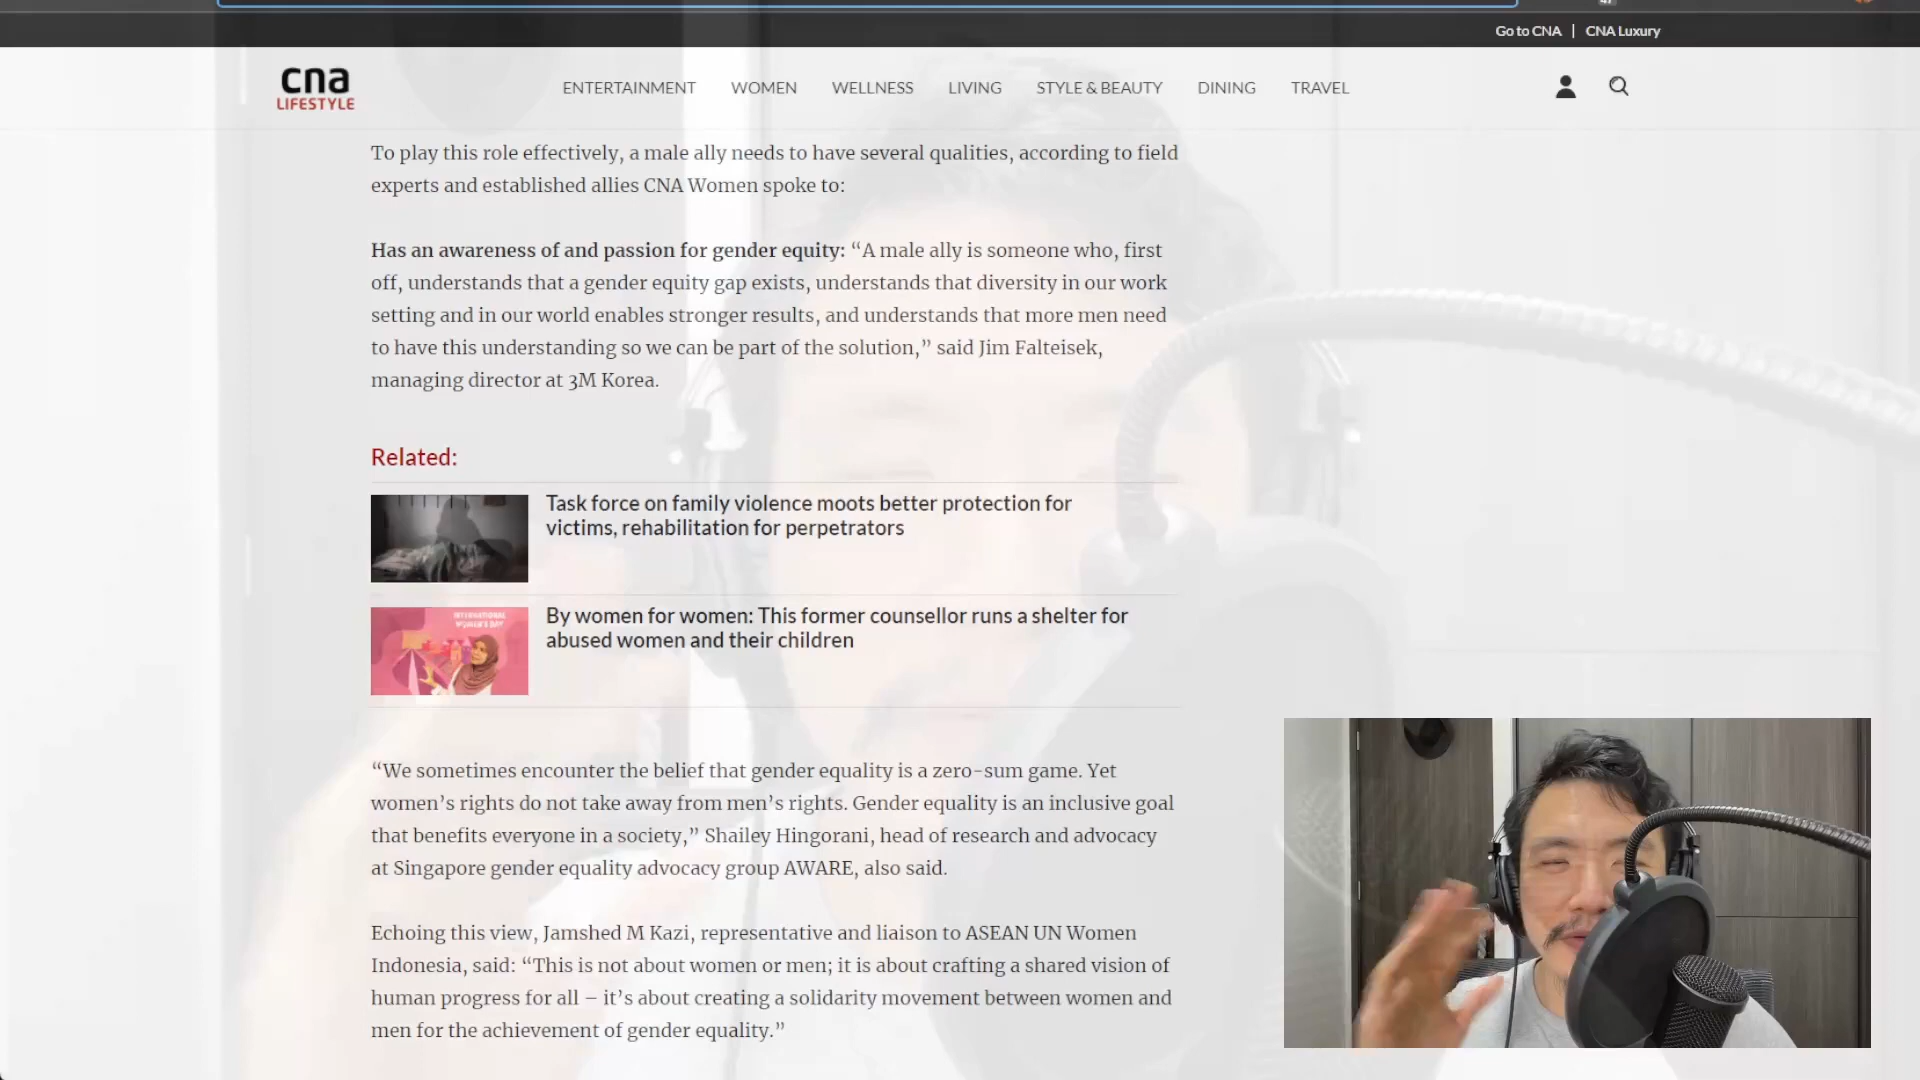 Go to CNA | CNA Luxury
cna
LIFESTYLE
ENTERTAINMENT WOMEN WELLNESS LIVING STYLE & BEAUTY DINING TRAVEL
To play this role effectively, a male ally needs to have several qualities, according to field
experts and established allies CNA Women spoke to:
Has an awareness of and passion for gender equity: “A male ally is someone who, first
off, understands that a gender equity gap exists, understands that diversity in our work
setting and in our world enables stronger results, and understands that more men need
to have this understanding so we can be part of the solution,” said Jim Falteisek,
managing director at 3M Korea.
Related:
Task force on family violence moots better protection for
victims, rehabilitation for perpetrators
INTERNATIONAL
WOMEN'S DAY
By women for women: This former counsellor runs a shelter for
abused women and their children
“We sometimes encounter the belief that gender equality is a zero-sum game. Yet
women’s rights do not take away from men’s rights. Gender equality is an inclusive goal
that benefits everyone in a society,” Shailey Hingorani, head of research and advocacy
at Singapore gender equality advocacy group AWARE, also said.
Echoing this view, Jamshed M Kazi, representative and liaison to ASEAN UN Women
Indonesia, said: “This is not about women or men; it is about crafting a shared vision of
human progress for all – it’s about creating a solidarity movement between women and
men for the achievement of gender equality.”